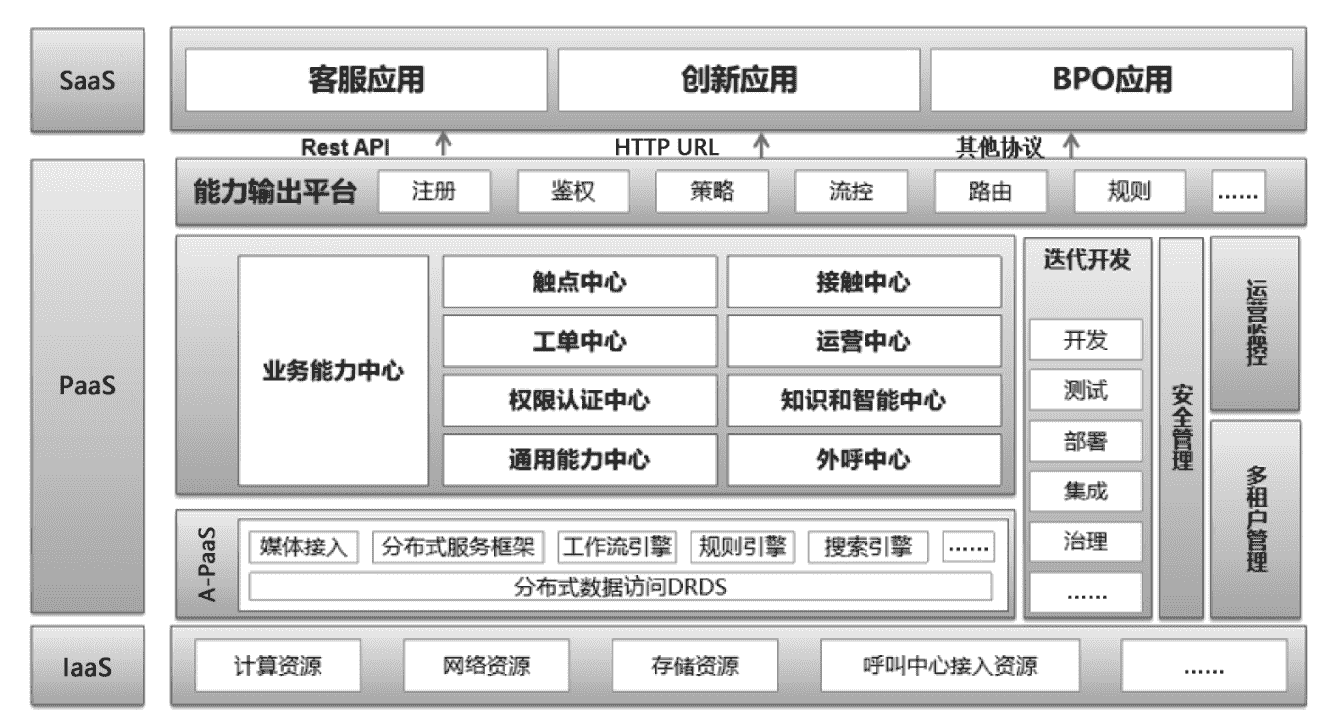 SaaS
客服应用
创新应用
BPO应用
Rest API
HTTP URL
其他协议
PaaS
能力输出平台
注册
鉴权
策略
流控
路由
规则
......
业务能力中心
触点中心
接触中心
工单中心
运营中心
权限认证中心
知识和智能中心
通用能力中心
外呼中心
迭代开发
开发
测试
部署
集成
治理
......
安全管理
运营监控
多租户管理
A-PaaS
媒体接入
分布式服务框架
工作流引擎
规则引擎
搜索引擎
......
分布式数据访问DRDS
IaaS
计算资源
网络资源
存储资源
呼叫中心接入资源
......